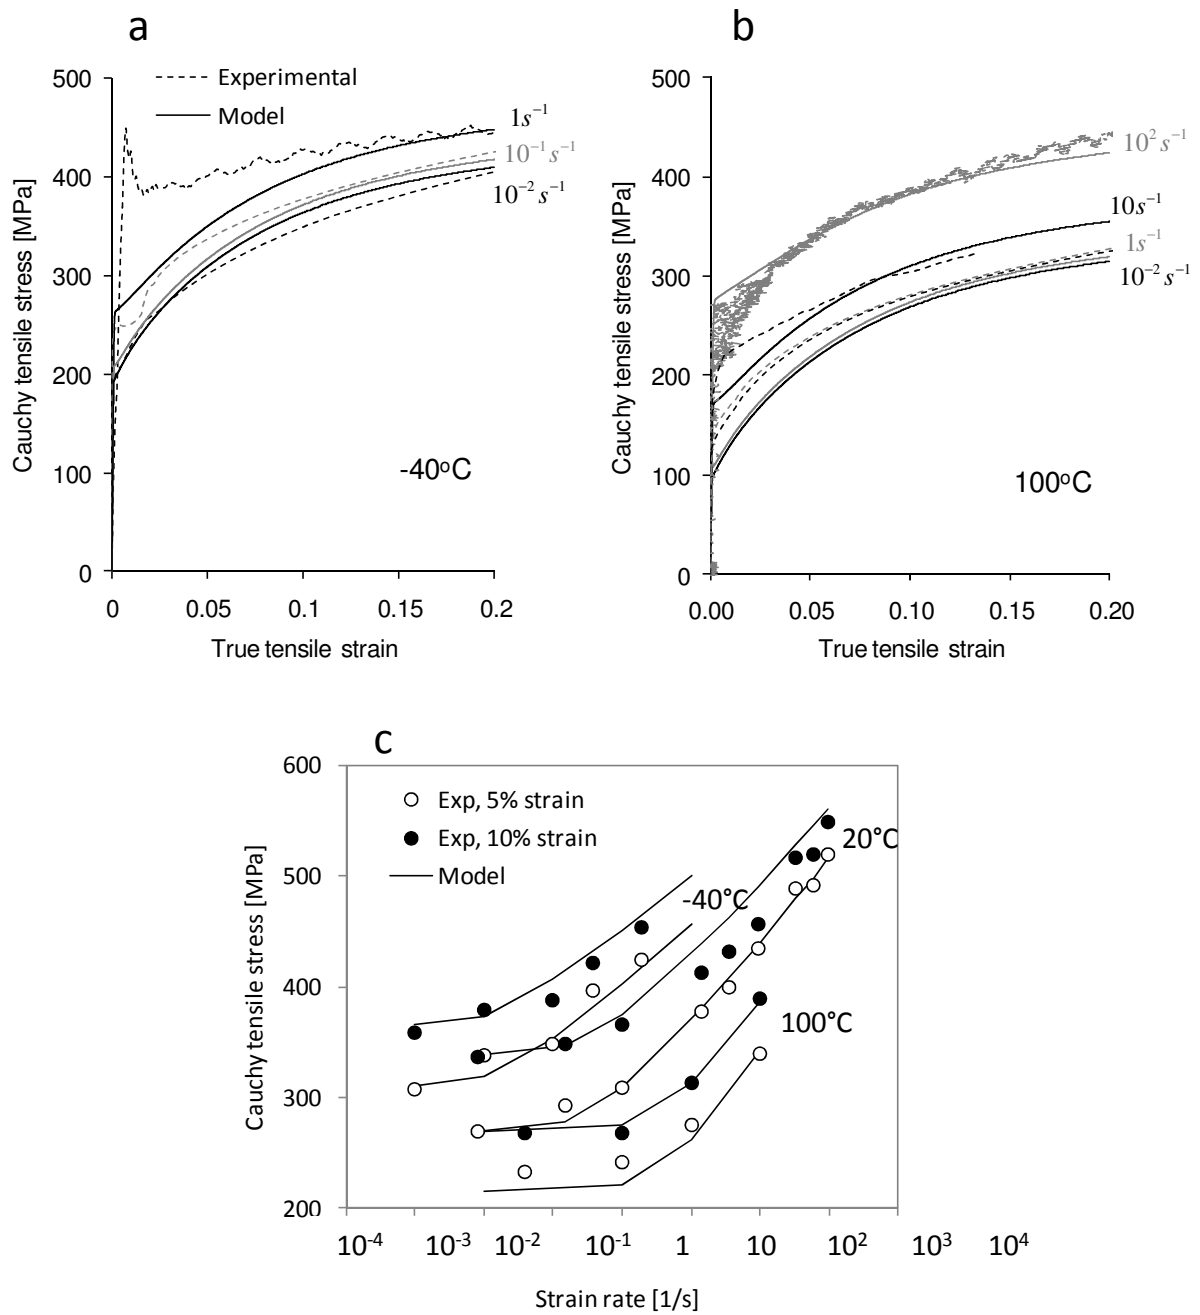 a
b
500
400
300
200
100
0
Cauchy tensile stress [MPa]
Experimental
Model
1s⁻¹
10⁻¹s⁻¹
10⁻²s⁻¹
-40°C
0
0.05
0.1
0.15
0.2
True tensile strain
500
400
300
200
100
0
Cauchy tensile stress [MPa]
10²s⁻¹
10s⁻¹
1s⁻¹
10⁻²s⁻¹
100°C
0.00
0.05
0.10
0.15
0.20
True tensile strain
c
600
500
400
300
200
Cauchy tensile stress [MPa]
Exp, 5% strain
Exp, 10% strain
Model
-40°C
20°C
100°C
10⁻⁴
10⁻³
10⁻²
10⁻¹
1
10
10²
10³
10⁴
Strain rate [1/s]